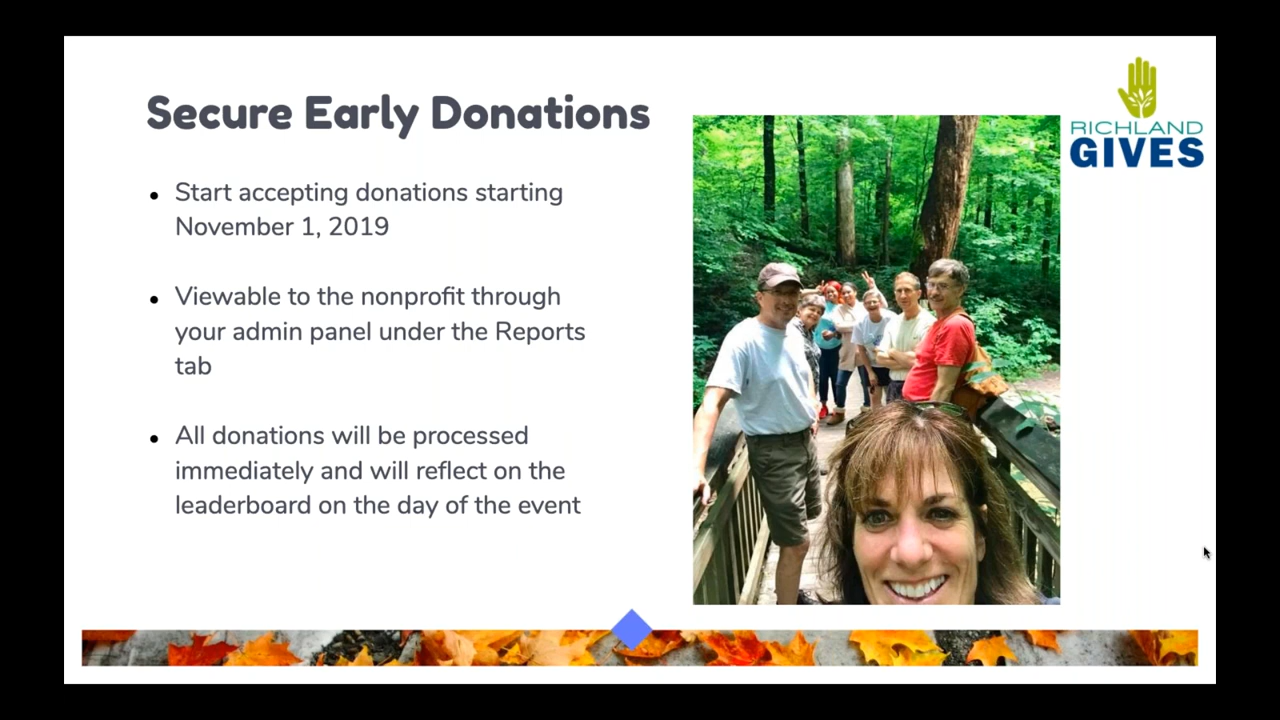 Secure Early Donations
RICHLAND
GIVES
Start accepting donations starting
November 1, 2019
Viewable to the nonprofit through
your admin panel under the Reports
tab
All donations will be processed
immediately and will reflect on the
leaderboard on the day of the event